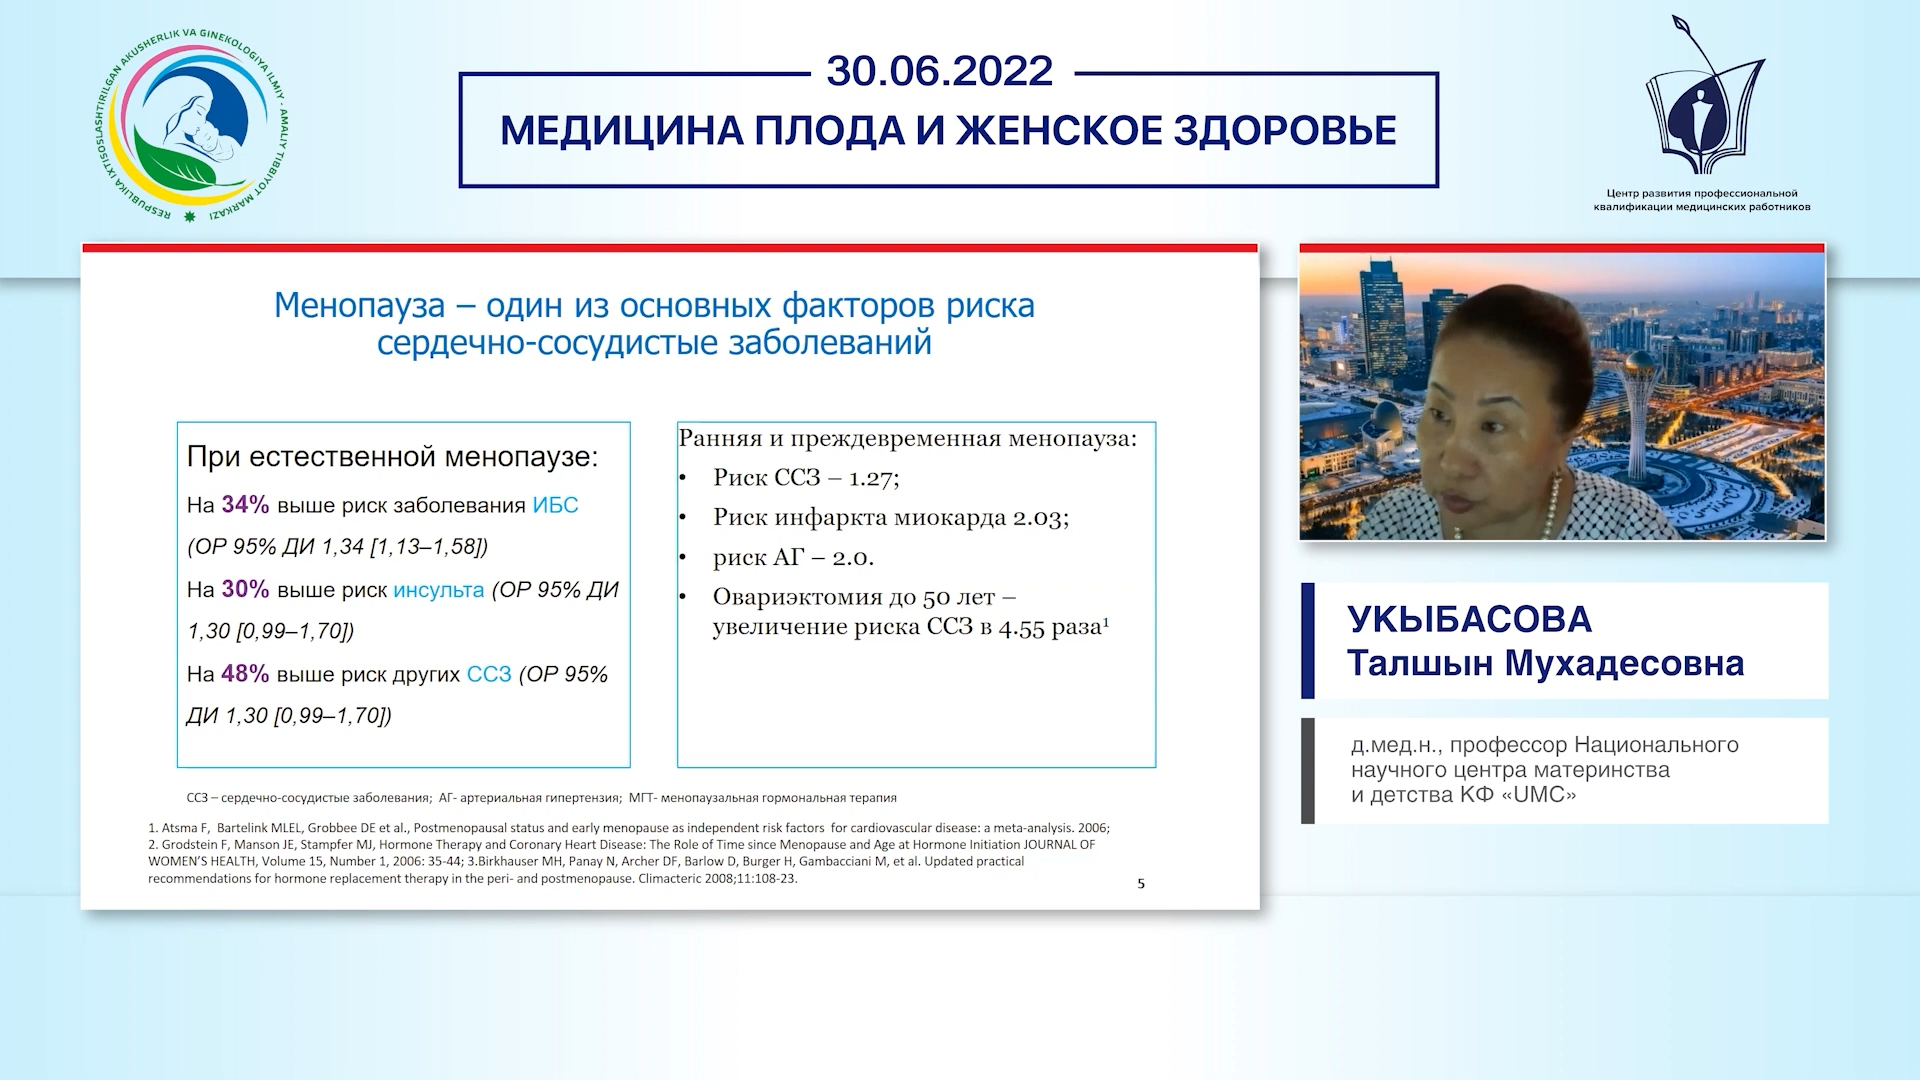 RESPUBLIKA IXTISOSLASHTIRILGAN AKUSHERLIK VA GINEKOLOGIYA ILMIY - AMALIY TIBBIYOT MARKAZI
30.06.2022
МЕДИЦИНА ПЛОДА И ЖЕНСКОЕ ЗДОРОВЬЕ
Центр развития профессиональной
квалификации медицинских работников
Менопауза – один из основных факторов риска
сердечно-сосудистые заболеваний
При естественной менопаузе:
На 34% выше риск заболевания ИБС
(ОР 95% ДИ 1,34 [1,13–1,58])
На 30% выше риск инсульта (ОР 95% ДИ
1,30 [0,99–1,70])
На 48% выше риск других ССЗ (ОР 95%
ДИ 1,30 [0,99–1,70])
Ранняя и преждевременная менопауза:
• Риск ССЗ – 1.27;
• Риск инфаркта миокарда 2.03;
• риск АГ – 2.0.
• Овариэктомия до 50 лет –
увеличение риска ССЗ в 4.55 раза¹
ССЗ – сердечно-сосудистые заболевания; АГ- артериальная гипертензия; МГТ- менопаузальная гормональная терапия
1. Atsma F, Bartelink MLEL, Grobbee DE et al., Postmenopausal status and early menopause as independent risk factors for cardiovascular disease: a meta-analysis. 2006;
2. Grodstein F, Manson JE, Stampfer MJ, Hormone Therapy and Coronary Heart Disease: The Role of Time since Menopause and Age at Hormone Initiation JOURNAL OF
WOMEN'S HEALTH, Volume 15, Number 1, 2006: 35-44; 3.Birkhauser MH, Panay N, Archer DF, Barlow D, Burger H, Gambacciani M, et al. Updated practical
recommendations for hormone replacement therapy in the peri- and postmenopause. Climacteric 2008;11:108-23.
5
УКЫБАСОВА
Талшын Мухадесовна
д.мед.н., профессор Национального
научного центра материнства
и детства КФ «UMC»